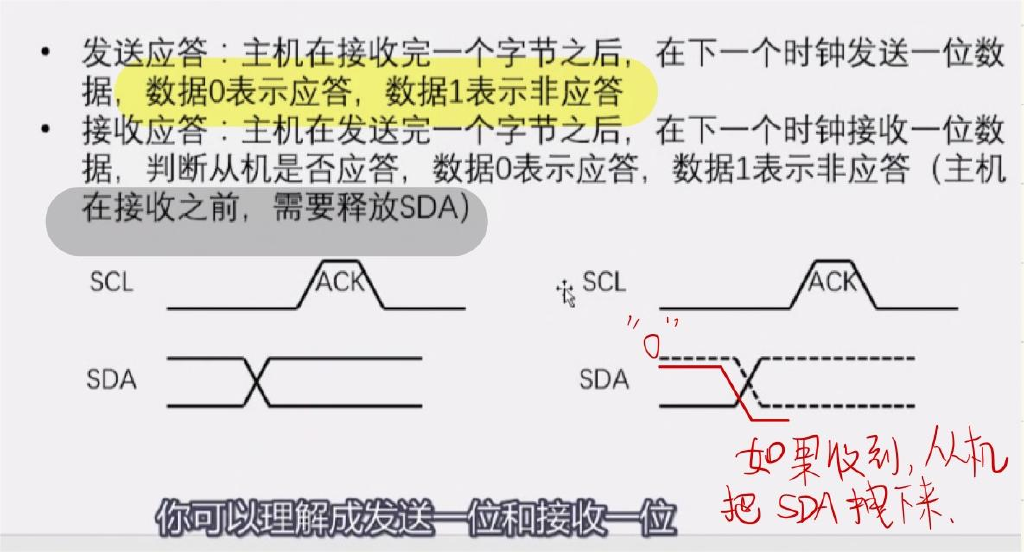 • 发送应答：主机在接收完一个字节之后，在下一个时钟发送一位数
据，数据0表示应答，数据1表示非应答
• 接收应答：主机在发送完一个字节之后，在下一个时钟接收一位数
据，判断从机是否应答，数据0表示应答，数据1表示非应答（主机
在接收之前，需要释放SDA）
SCL ACK
SCL ACK
"0"
SDA
SDA
如果收到，从机
把 SDA 拽下来.
你可以理解成发送一位和接收一位